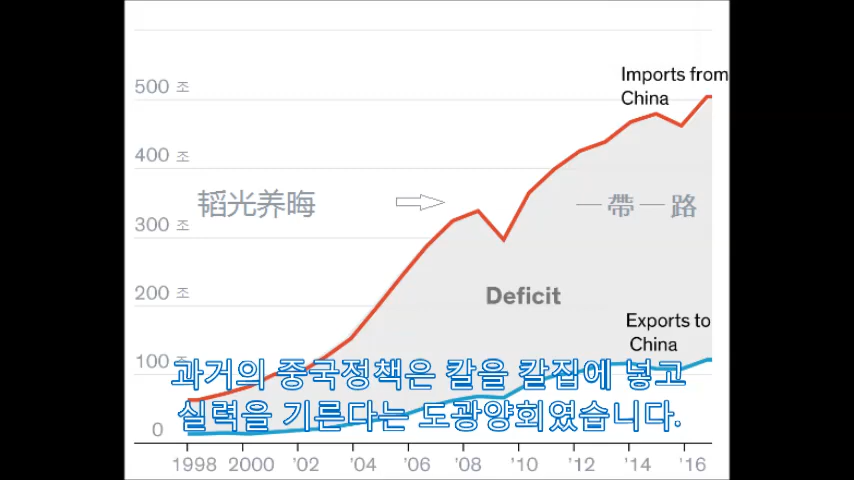 Imports from
China
500 조
400 조
韬光养晦
一帶一路
300 조
Deficit
200 조
Exports to
China
100 조
과거의 중국정책은 칼을 칼집에 넣고
실력을 기른다는 도광양회였습니다.
0
1998 2000 '02 '04 '06 '08 '10 '12 '14 '16